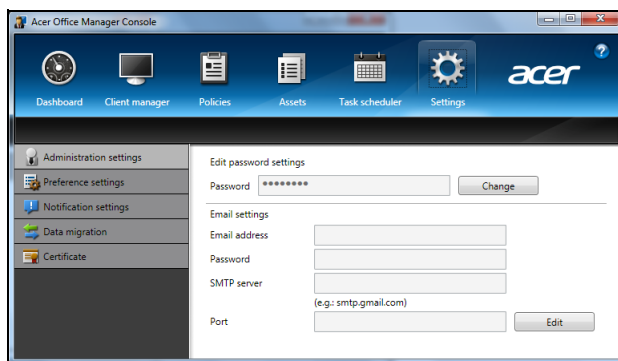 Acer Office Manager Console
acer
Dashboard Client manager Policies Assets Task scheduler Settings
Administration settings
Preference settings
Notification settings
Data migration
Certificate
Edit password settings
Password ******** Change
Email settings
Email address
Password
SMTP server
(e.g.: smtp.gmail.com)
Port Edit